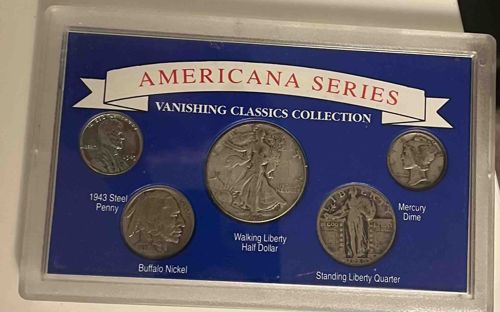 AMERICANA SERIES
VANISHING CLASSICS COLLECTION
1943 Steel
Penny
Buffalo Nickel
Walking Liberty
Half Dollar
Standing Liberty Quarter
Mercury
Dime